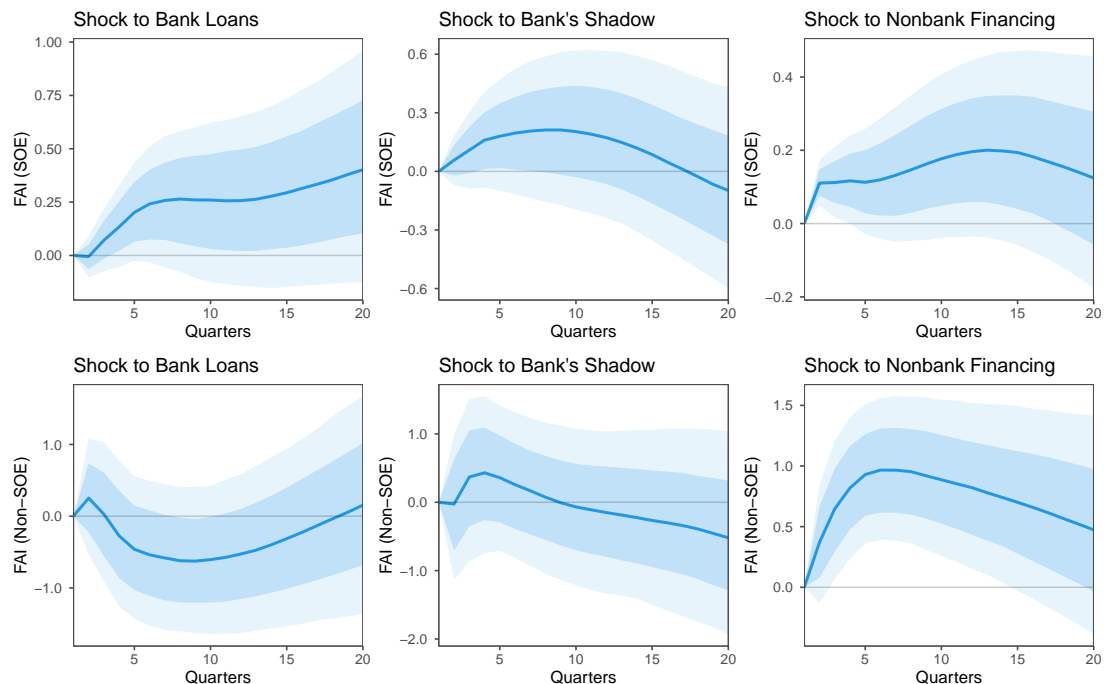 Shock to Bank Loans
Shock to Bank's Shadow
Shock to Nonbank Financing
FAI (SOE)
1.00
0.75
0.50
0.25
0.00
5
10
15
20
Quarters
FAI (SOE)
0.6
0.3
0.0
−0.3
−0.6
5
10
15
20
Quarters
FAI (SOE)
0.4
0.2
0.0
−0.2
5
10
15
20
Quarters
Shock to Bank Loans
Shock to Bank's Shadow
Shock to Nonbank Financing
FAI (Non−SOE)
1.0
0.0
−1.0
5
10
15
20
Quarters
FAI (Non−SOE)
1.0
0.0
−1.0
−2.0
5
10
15
20
Quarters
FAI (Non−SOE)
1.5
1.0
0.5
0.0
5
10
15
20
Quarters